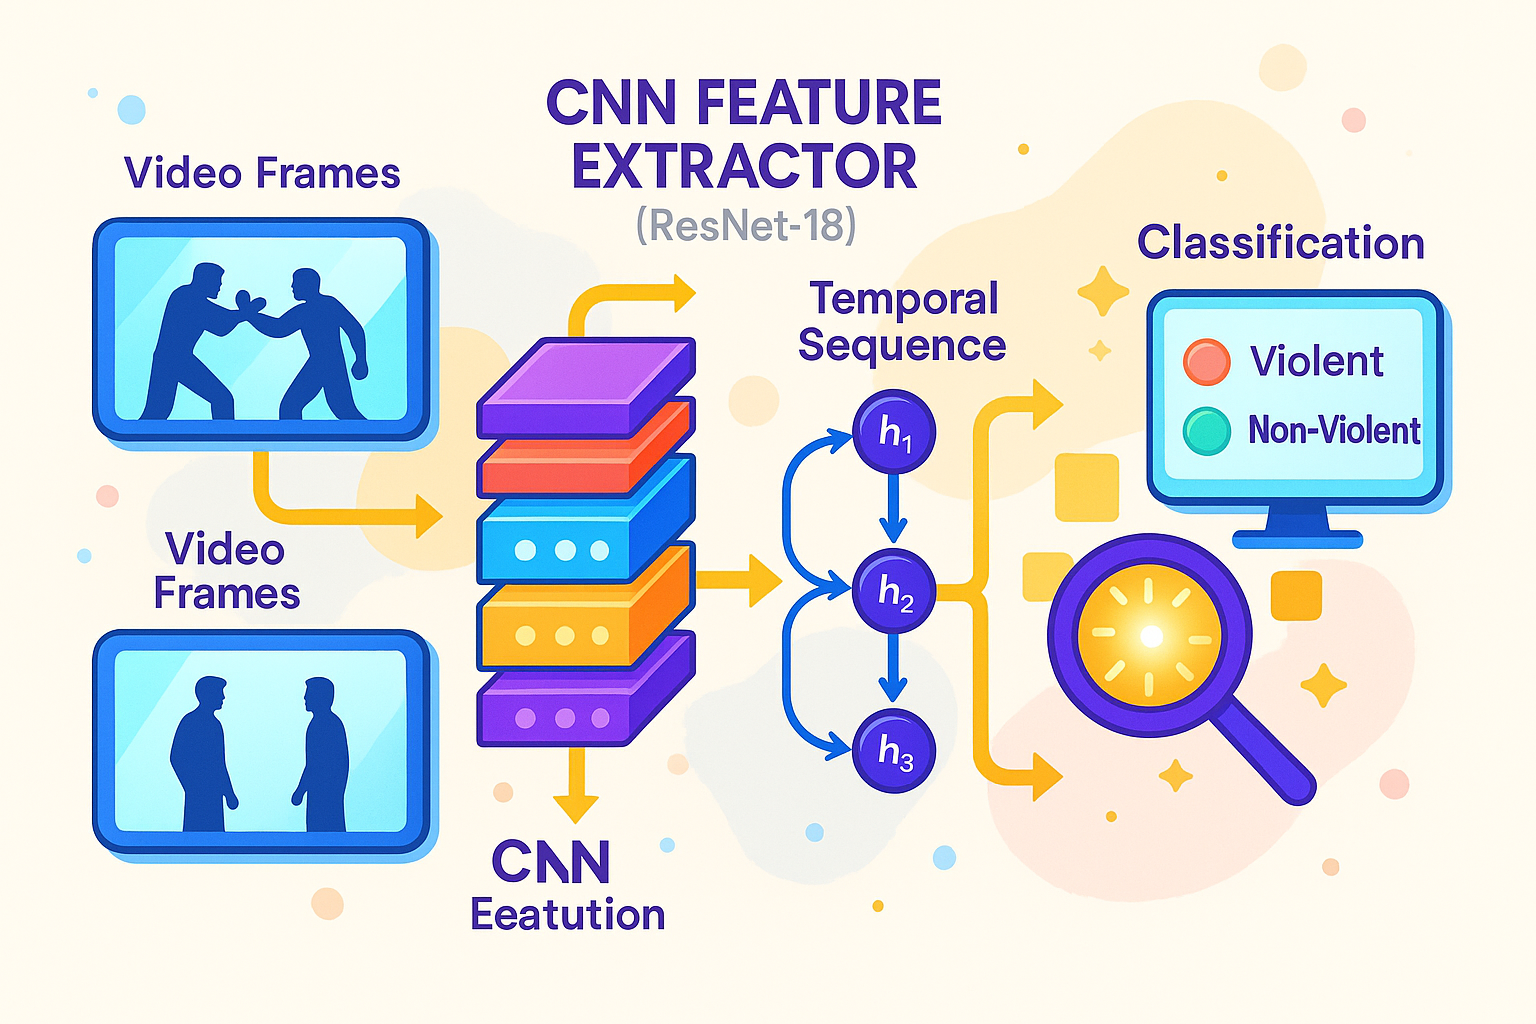 CNN FEATURE
EXTRACTOR
(ResNet-18)
Video Frames
Video
Frames
CNN
Eeatution
Temporal
Sequence
h1
h2
h3
Classification
Violent
Non-Violent